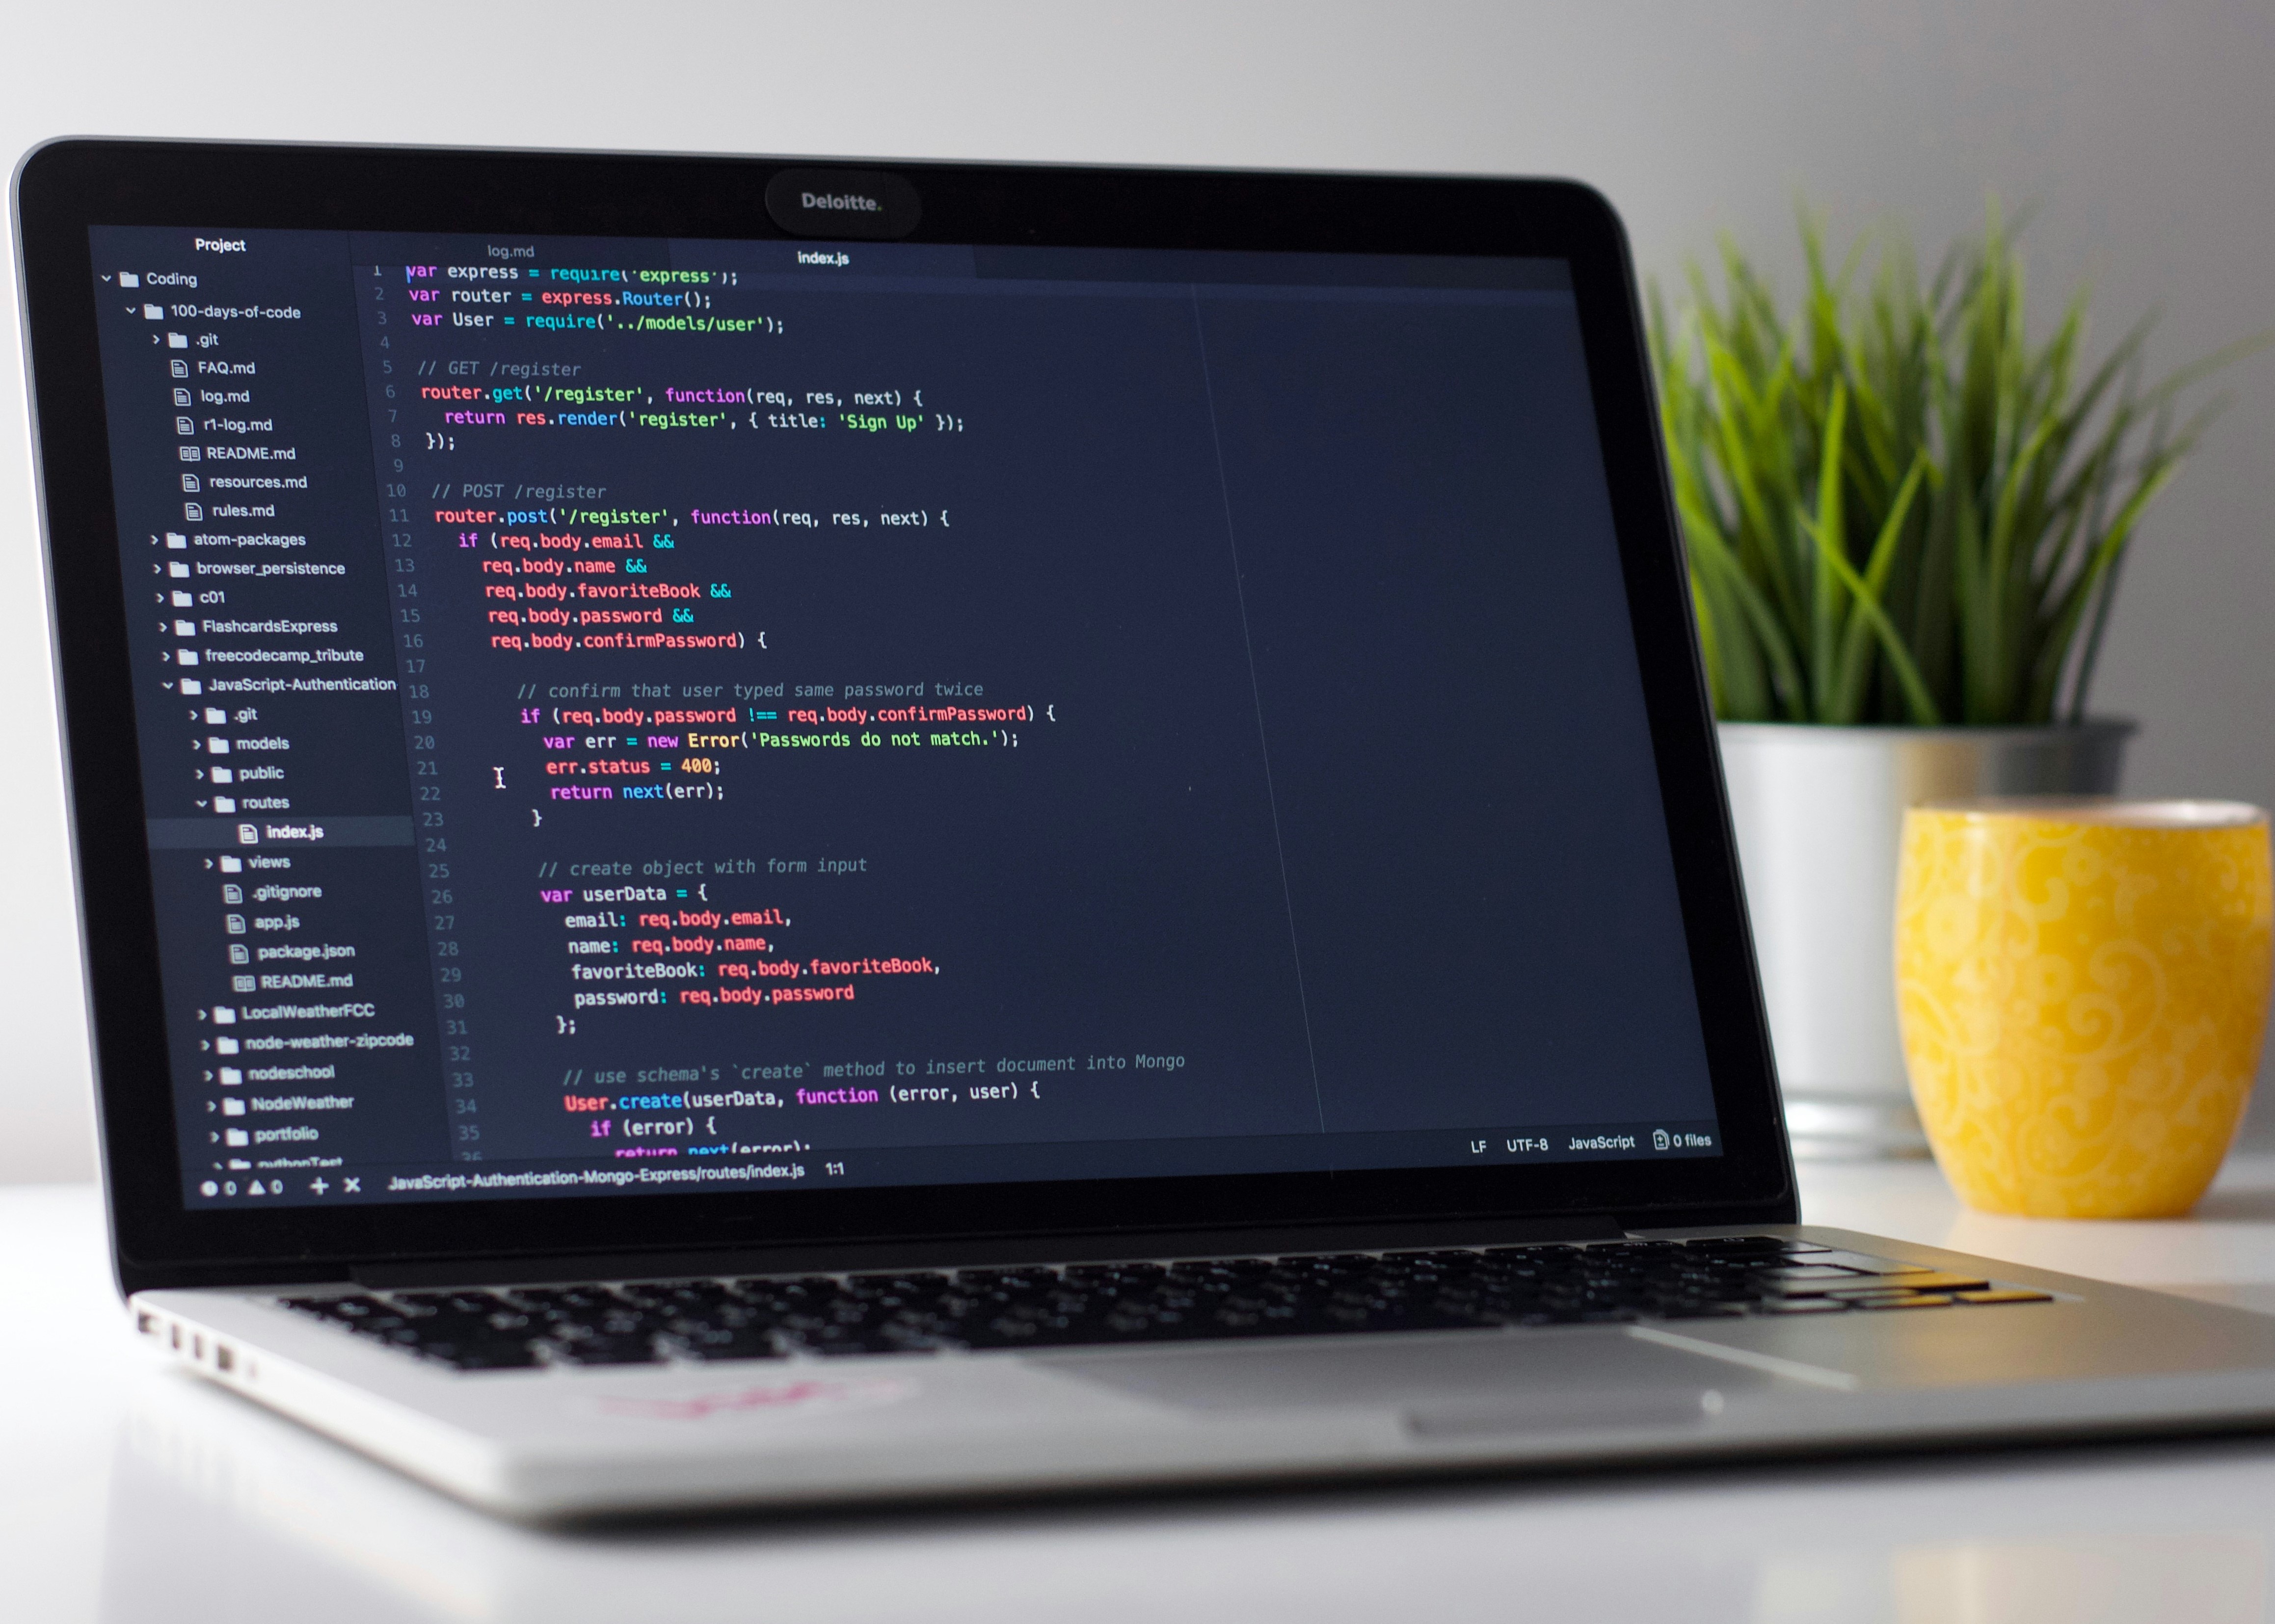 Deloitte.
Project
Coding
100-days-of-code
.git
FAQ.md
log.md
r1-log.md
README.md
resources.md
rules.md
atom-packages
browser_persistence
c01
FlashcardsExpress
freecodecamp_tribute
JavaScript-Authentication-
.git
models
public
routes
index.js
views
.gitignore
app.js
package.json
README.md
LocalWeatherFCC
node-weather-zipcode
nodeschool
NodeWeather
portfolio
pythonTest
log.md index.js
1 var express = require('express');
2 var router = express.Router();
3 var User = require('../models/user');
4
5 // GET /register
6 router.get('/register', function(req, res, next) {
7 return res.render('register', { title: 'Sign Up' });
8 });
9
10 // POST /register
11 router.post('/register', function(req, res, next) {
12 if (req.body.email &&
13 req.body.name &&
14 req.body.favoriteBook &&
15 req.body.password &&
16 req.body.confirmPassword) {
17
18 // confirm that user typed same password twice
19 if (req.body.password !== req.body.confirmPassword) {
20 var err = new Error('Passwords do not match.');
21 err.status = 400;
22 return next(err);
23 }
24
25 // create object with form input
26 var userData = {
27 email: req.body.email,
28 name: req.body.name,
29 favoriteBook: req.body.favoriteBook,
30 password: req.body.password
31 };
32
33 // use schema's `create` method to insert document into Mongo
34 User.create(userData, function (error, user) {
35 if (error) {
36 return next(error);
0 0 + × JavaScript-Authentication-Mongo-Express/routes/index.js 1:1 LF UTF-8 JavaScript 0 files